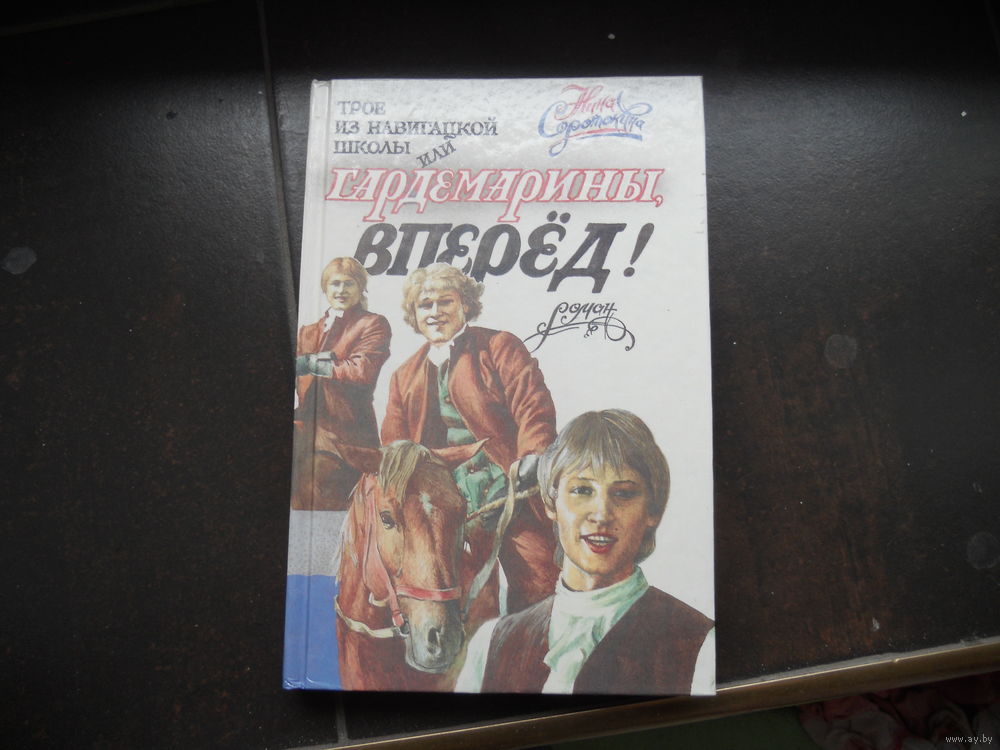 Нина
Соротокина
ТРОЕ
ИЗ НАВИГАЦКОЙ
ШКОЛЫ ИЛИ
ГАРДЕМАРИНЫ,
ВПЕРЁД!
роман
www.ay.by